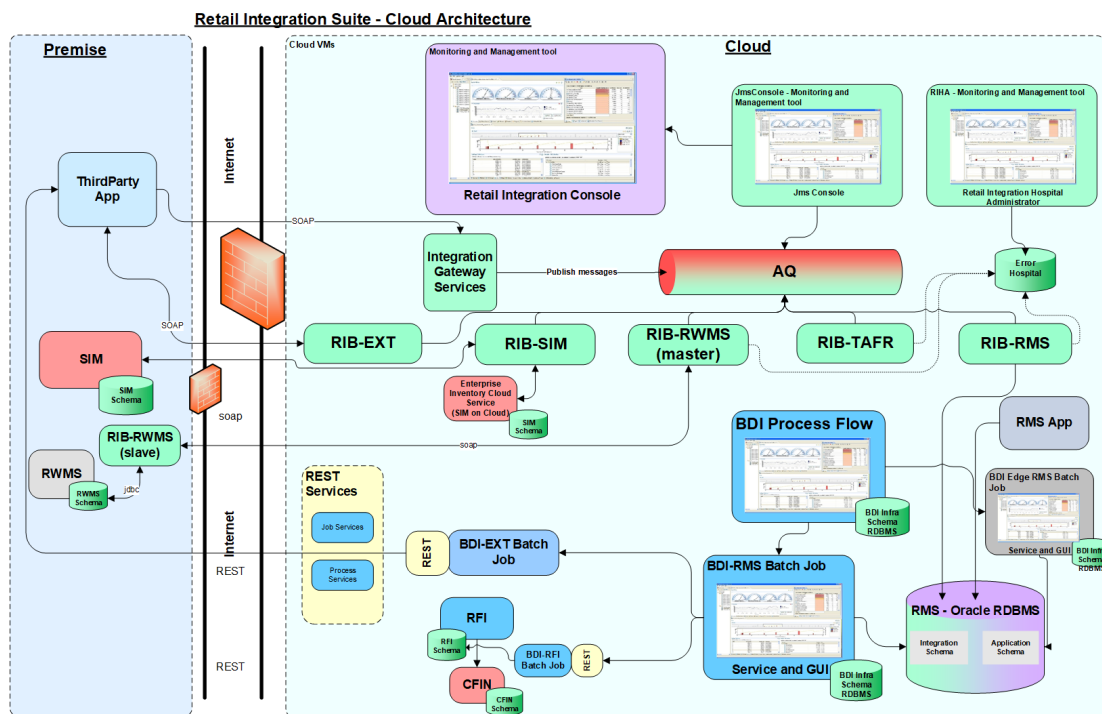 Retail Integration Suite - Cloud Architecture
Premise
Cloud VMs
Cloud
Internet
Monitoring and Management tool
Retail Integration Console
JmsConsole - Monitoring and
Management tool
Jms Console
RIHA - Monitoring and Management tool
Retail Integration Hospital
Administrator
ThirdParty
App
SOAP
Integration
Gateway
Services
Publish messages
AQ
Error
Hospital
SOAP
RIB-EXT
RIB-SIM
RIB-RWMS
(master)
RIB-TAFR
RIB-RMS
SIM
SIM
Schema
soap
Enterprise
Inventory Cloud
Service
(SIM on Cloud)
SIM
Schema
RIB-RWMS
(slave)
soap
RWMS
RWMS
Schema
jdbc
BDI Process Flow
BDI Infra
Schema
RDBMS
RMS App
BDI Edge RMS Batch
Job
Service and GUI
BDI Infra
Schema
RDBMS
REST
Services
Job Services
Process
Services
Internet
REST
REST
BDI-EXT Batch
Job
BDI-RMS Batch Job
Service and GUI
BDI Infra
Schema
RDBMS
RMS - Oracle RDBMS
Integration
Schema
Application
Schema
RFI
RFI
Schema
BDI-RFI
Batch Job
REST
CFIN
CFIN
Schema
REST